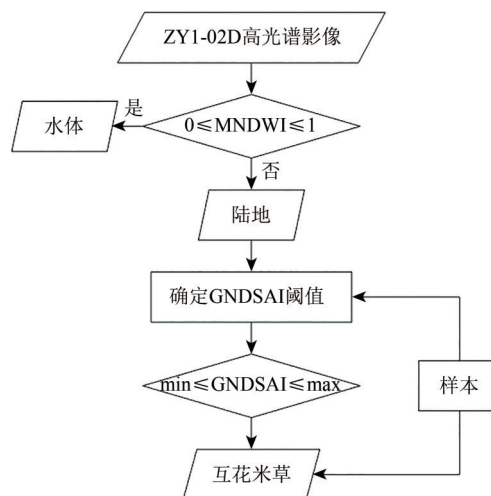 ZY1-02D高光谱影像
是
水体
0≤MNDWI≤1
否
陆地
确定GNDSAI阈值
min≤GNDSAI≤max
样本
互花米草